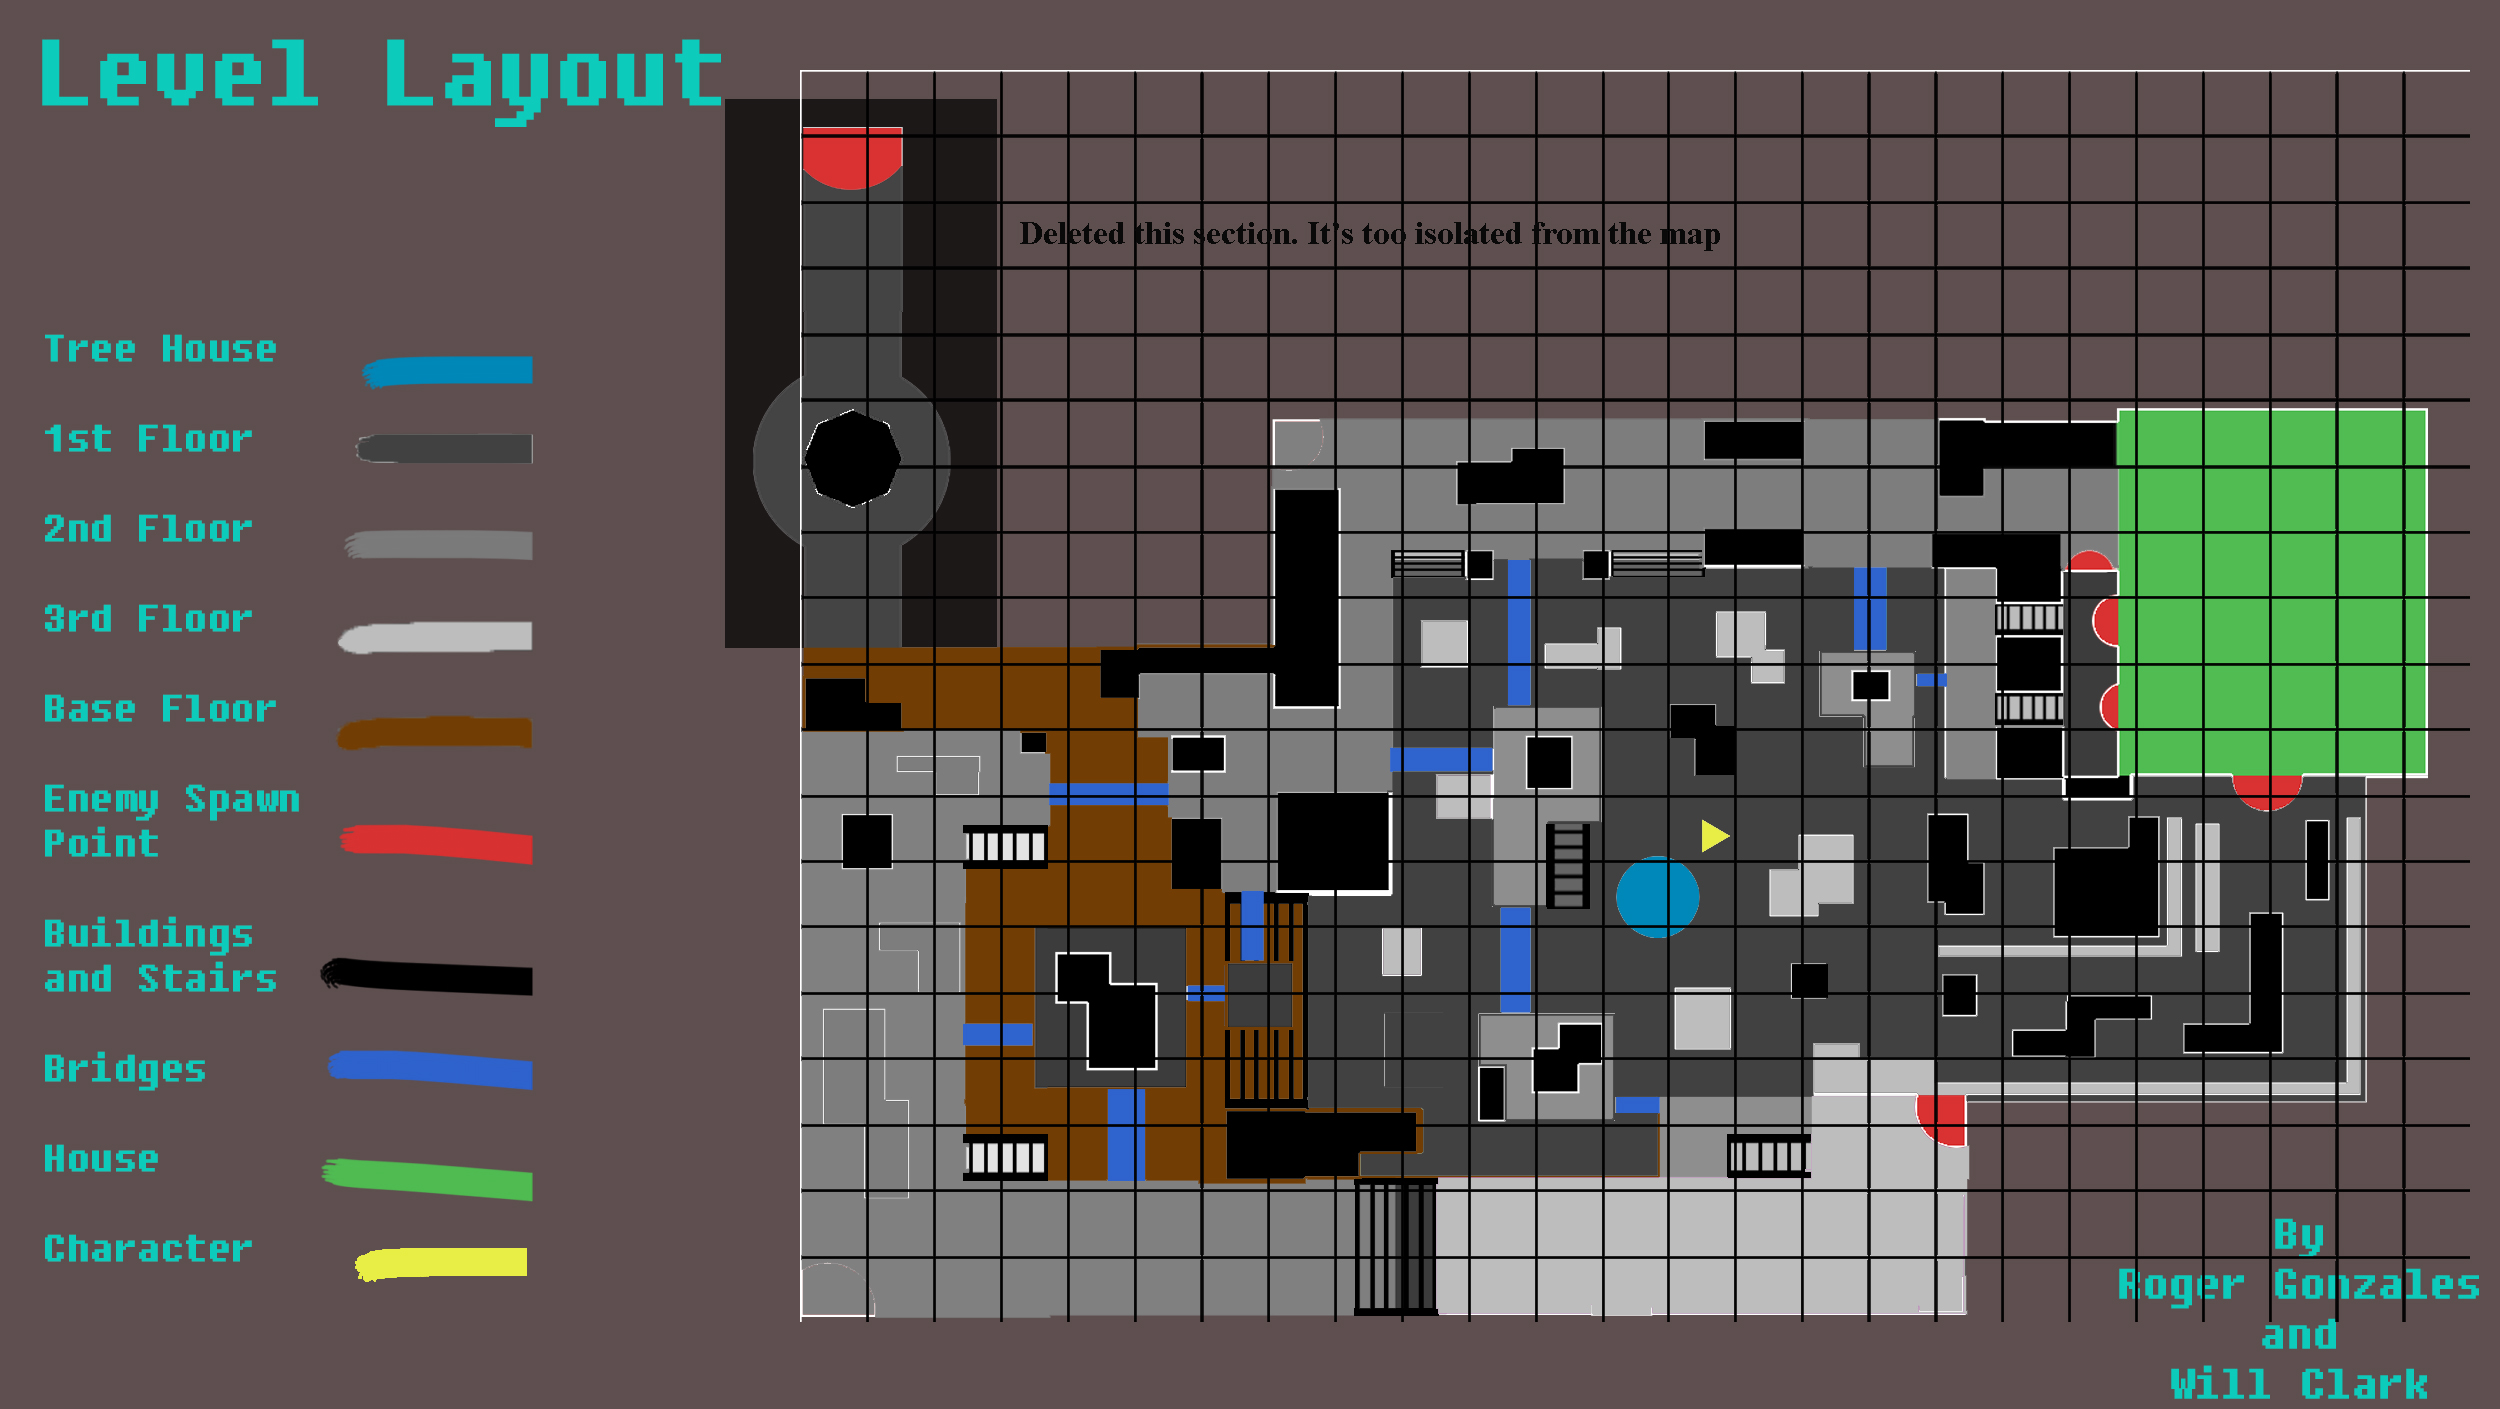 Level Layout
Deleted this section. It's too isolated from the map
Tree House
1st Floor
2nd Floor
3rd Floor
Base Floor
Enemy Spawn
Point
Buildings
and Stairs
Bridges
House
Character
By
Roger Gonzales
and
Will Clark